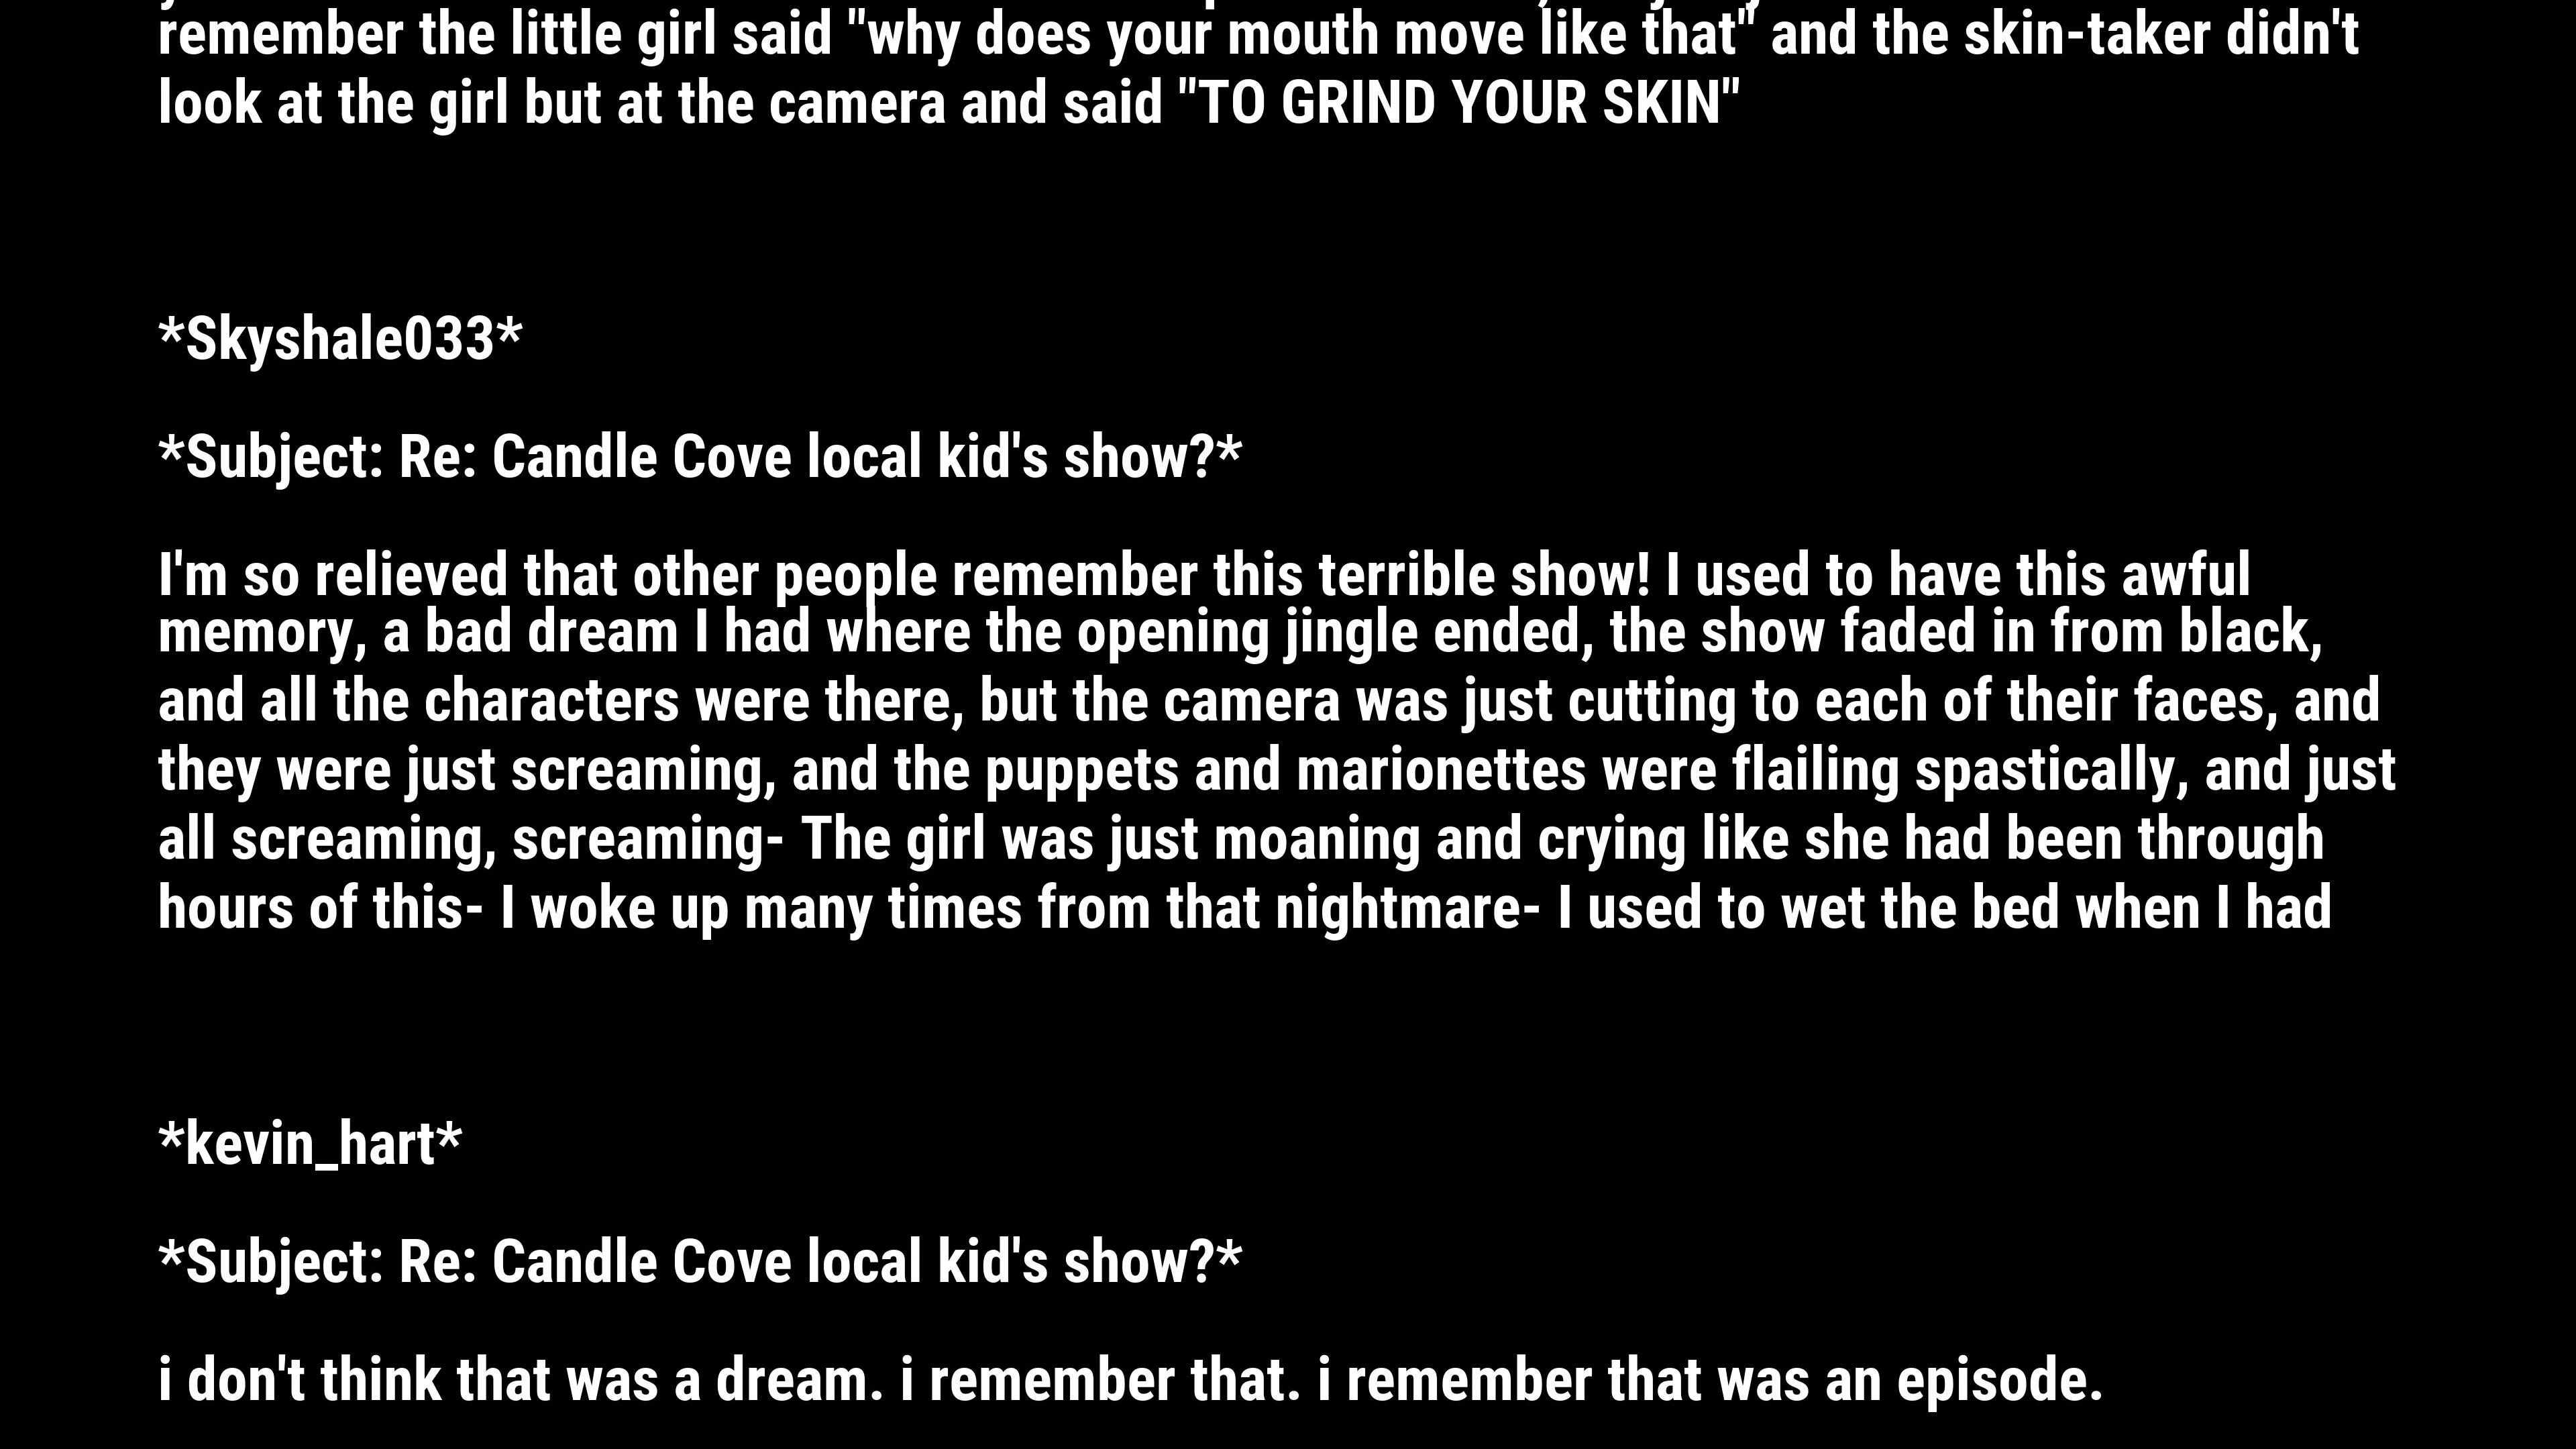 remember the little girl said "why does your mouth move like that" and the skin-taker didn't
look at the girl but at the camera and said "TO GRIND YOUR SKIN"
*Skyshale033*
*Subject: Re: Candle Cove local kid's show?*
I'm so relieved that other people remember this terrible show! I used to have this awful
memory, a bad dream I had where the opening jingle ended, the show faded in from black,
and all the characters were there, but the camera was just cutting to each of their faces, and
they were just screaming, and the puppets and marionettes were flailing spastically, and just
all screaming, screaming- The girl was just moaning and crying like she had been through
hours of this- I woke up many times from that nightmare- I used to wet the bed when I had
*kevin_hart*
*Subject: Re: Candle Cove local kid's show?*
i don't think that was a dream. i remember that. i remember that was an episode.